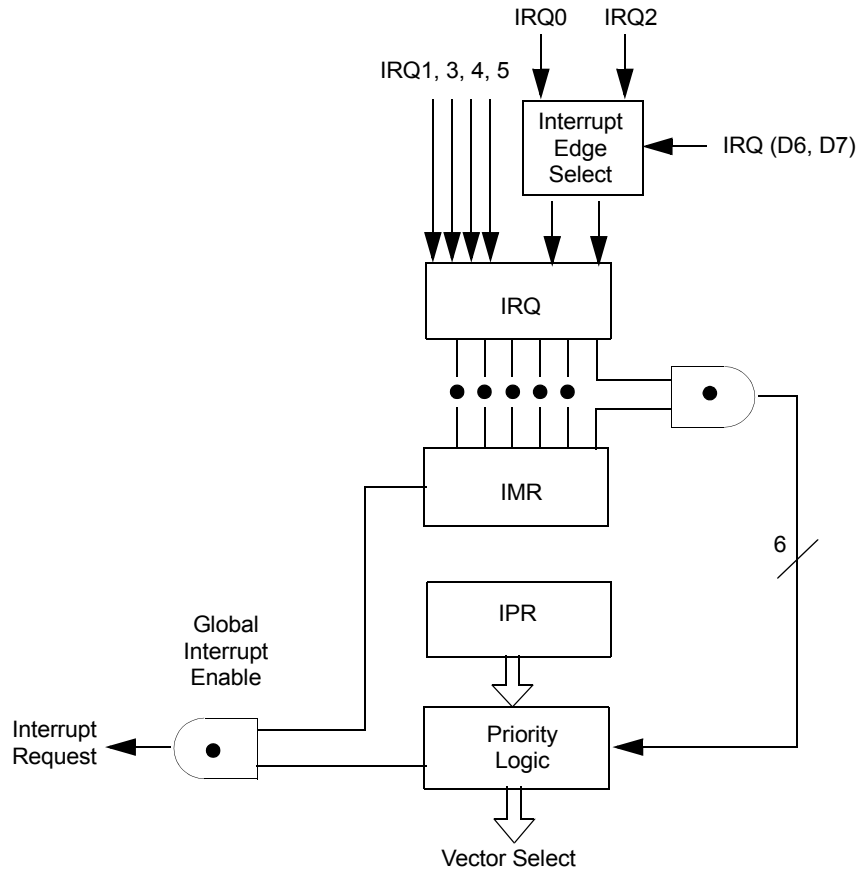 IRQ0
IRQ2
IRQ1, 3, 4, 5
Interrupt
Edge
Select
IRQ (D6, D7)
IRQ
IMR
6
IPR
Global
Interrupt
Enable
Interrupt
Request
Priority
Logic
Vector Select